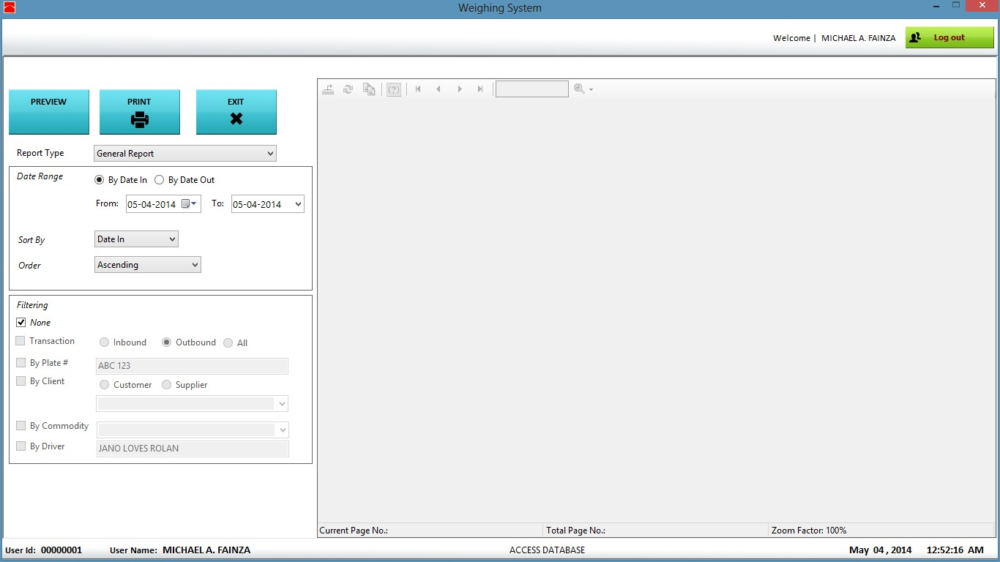 Weighing System
Welcome | MICHAEL A. FAINZA
Log out
PREVIEW
PRINT
EXIT
Report Type
General Report
Date Range
By Date In
By Date Out
From:
05-04-2014
To:
05-04-2014
Sort By
Date In
Order
Ascending
Filtering
None
Transaction
Inbound
Outbound
All
By Plate #
ABC 123
By Client
Customer
Supplier
By Commodity
By Driver
JANO LOVES ROLAN
(?)
Current Page No.:
Total Page No.:
Zoom Factor: 100%
User Id: 00000001
User Name: MICHAEL A. FAINZA
ACCESS DATABASE
May 04 , 2014
12:52:16 AM